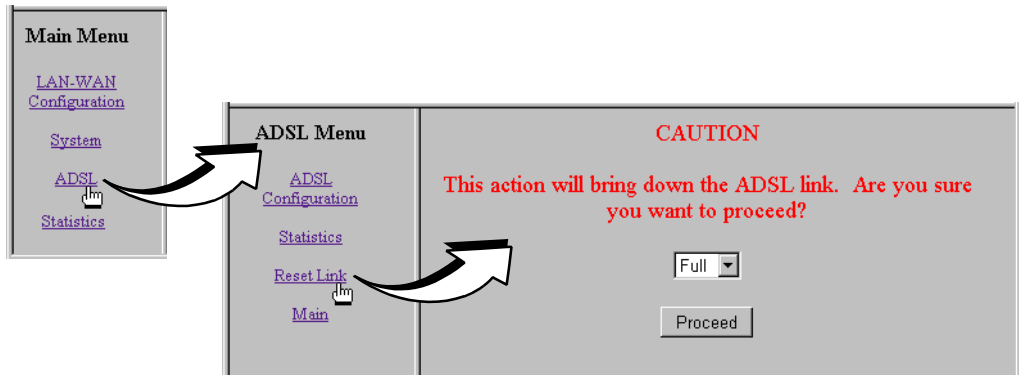 Main Menu
LAN-WAN
Configuration
System
ADSL
Statistics
ADSL Menu
ADSL
Configuration
Statistics
Reset Link
Main
CAUTION
This action will bring down the ADSL link.  Are you sure
you want to proceed?
Full
Proceed